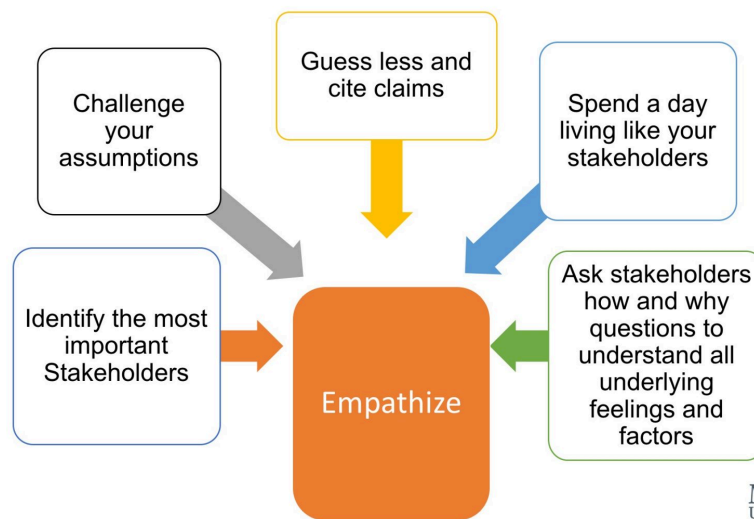 Guess less and
cite claims
Challenge
your
assumptions
Spend a day
living like your
stakeholders
Identify the most
important
Stakeholders
Ask stakeholders
how and why
questions to
understand all
underlying
feelings and
factors
Empathize